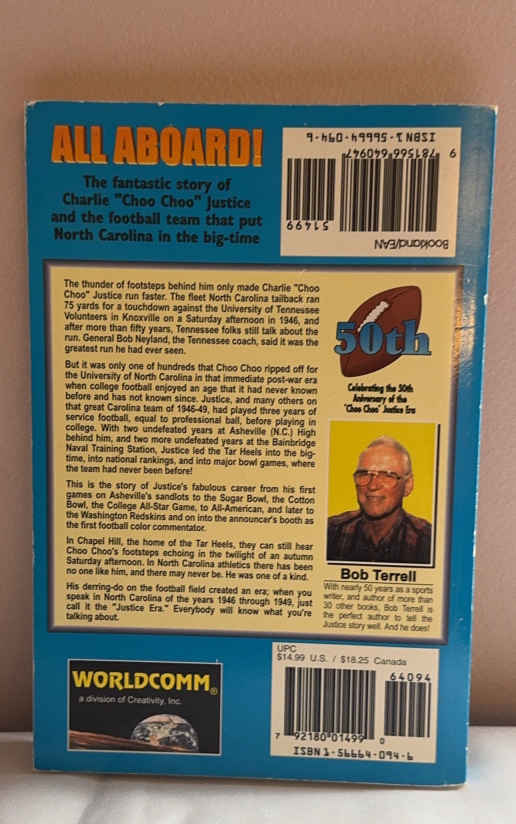 ALL ABOARD!
The fantastic story of
Charlie "Choo Choo" Justice
and the football team that put
North Carolina in the big-time
ISBN 1-56664-094-6
9 781566 640947
51499
Bookland/EAN
The thunder of footsteps behind him only made Charlie "Choo
Choo" Justice run faster. The fleet North Carolina tailback ran
75 yards for a touchdown against the University of Tennessee
Volunteers in Knoxville on a Saturday afternoon in 1946, and
after more than fifty years, Tennessee folks still talk about the
run. General Bob Neyland, the Tennessee coach, said it was the
greatest run he had ever seen.
But it was only one of hundreds that Choo Choo ripped off for
the University of North Carolina in that immediate post-war era
when college football enjoyed an age that it had never known
before and has not known since. Justice, and many others on
that great Carolina team of 1946-49, had played three years of
service football, equal to professional ball, before playing in
college. With two undefeated years at Asheville (N.C.) High
behind him, and two more undefeated years at the Bainbridge
Naval Training Station, Justice led the Tar Heels into the big-
time, into national rankings, and into major bowl games, where
the team had never been before!
This is the story of Justice's fabulous career from his first
games on Asheville's sandlots to the Sugar Bowl, the Cotton
Bowl, the College All-Star Game, to All-American, and later to
the Washington Redskins and on into the announcer's booth as
the first football color commentator.
In Chapel Hill, the home of the Tar Heels, they can still hear
Choo Choo's footsteps echoing in the twilight of an autumn
Saturday afternoon. In North Carolina athletics there has been
no one like him, and there may never be. He was one of a kind.
His derring-do on the football field created an era; when you
speak in North Carolina of the years 1946 through 1949, just
call it the "Justice Era." Everybody will know what you're
talking about.
50th
Celebrating the 50th
Aniversary of the
"Choo Choo" Justice Era
Bob Terrell
With nearly 50 years as a sports
writer, and author of more than
30 other books, Bob Terrell is
the perfect author to tell the
Justice story well. And he does!
WORLDCOMM®
a division of Creativity, Inc.
UPC
$14.99 U.S. / $18.25 Canada
64094
7 92180 01499 0
ISBN 1-56664-094-6